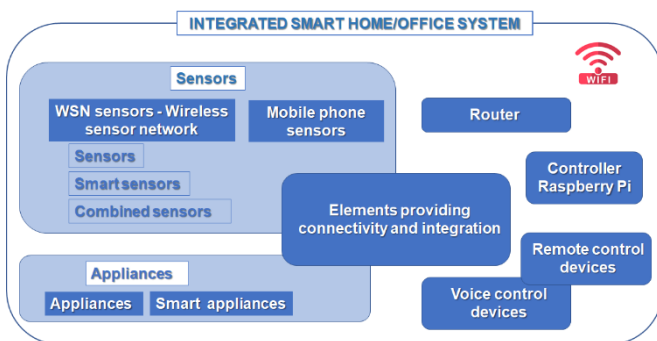 INTEGRATED SMART HOME/OFFICE SYSTEM
WIFI
Sensors
WSN sensors - Wireless
sensor network
Mobile phone
sensors
Sensors
Smart sensors
Combined sensors
Router
Controller
Raspberry Pi
Elements providing
connectivity and integration
Remote control
devices
Appliances
Appliances
Smart appliances
Voice control
devices